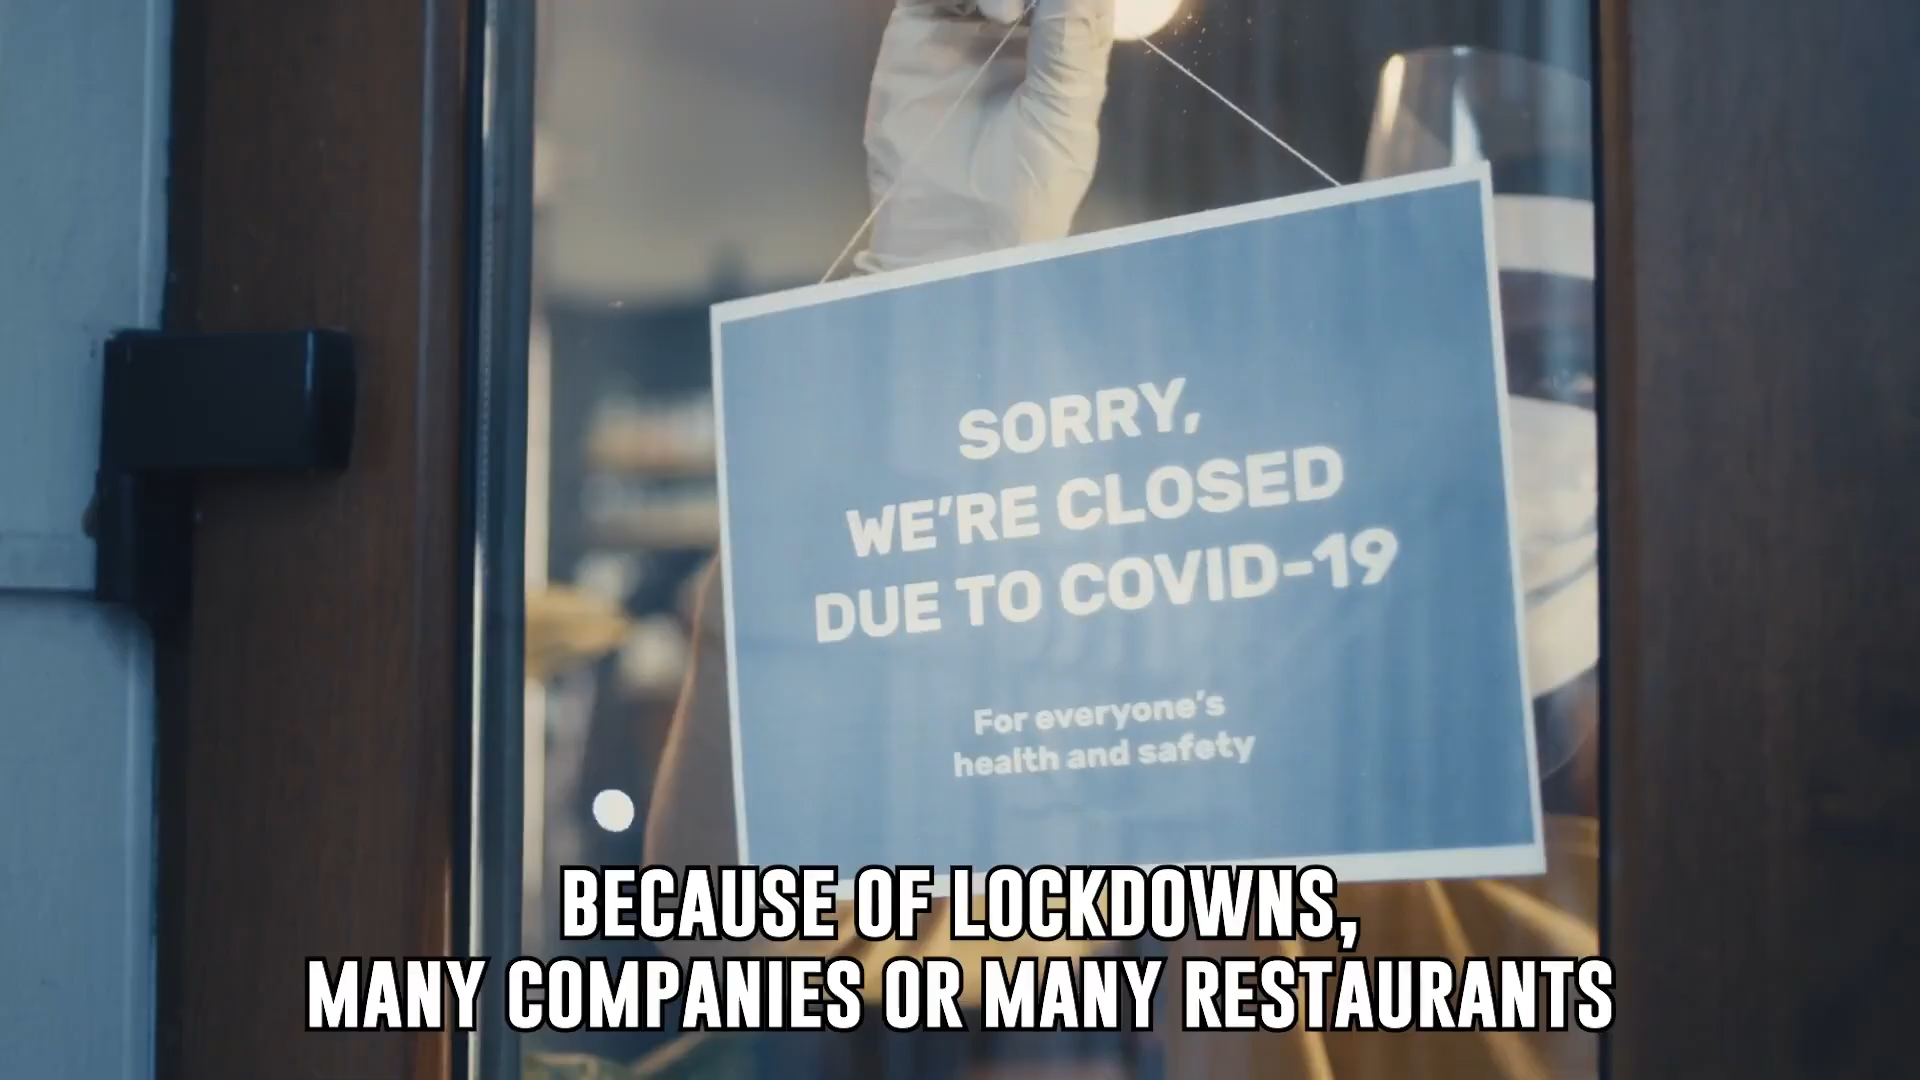 SORRY,
WE'RE CLOSED
DUE TO COVID-19
For everyone's
health and safety
BECAUSE OF LOCKDOWNS,
MANY COMPANIES OR MANY RESTAURANTS